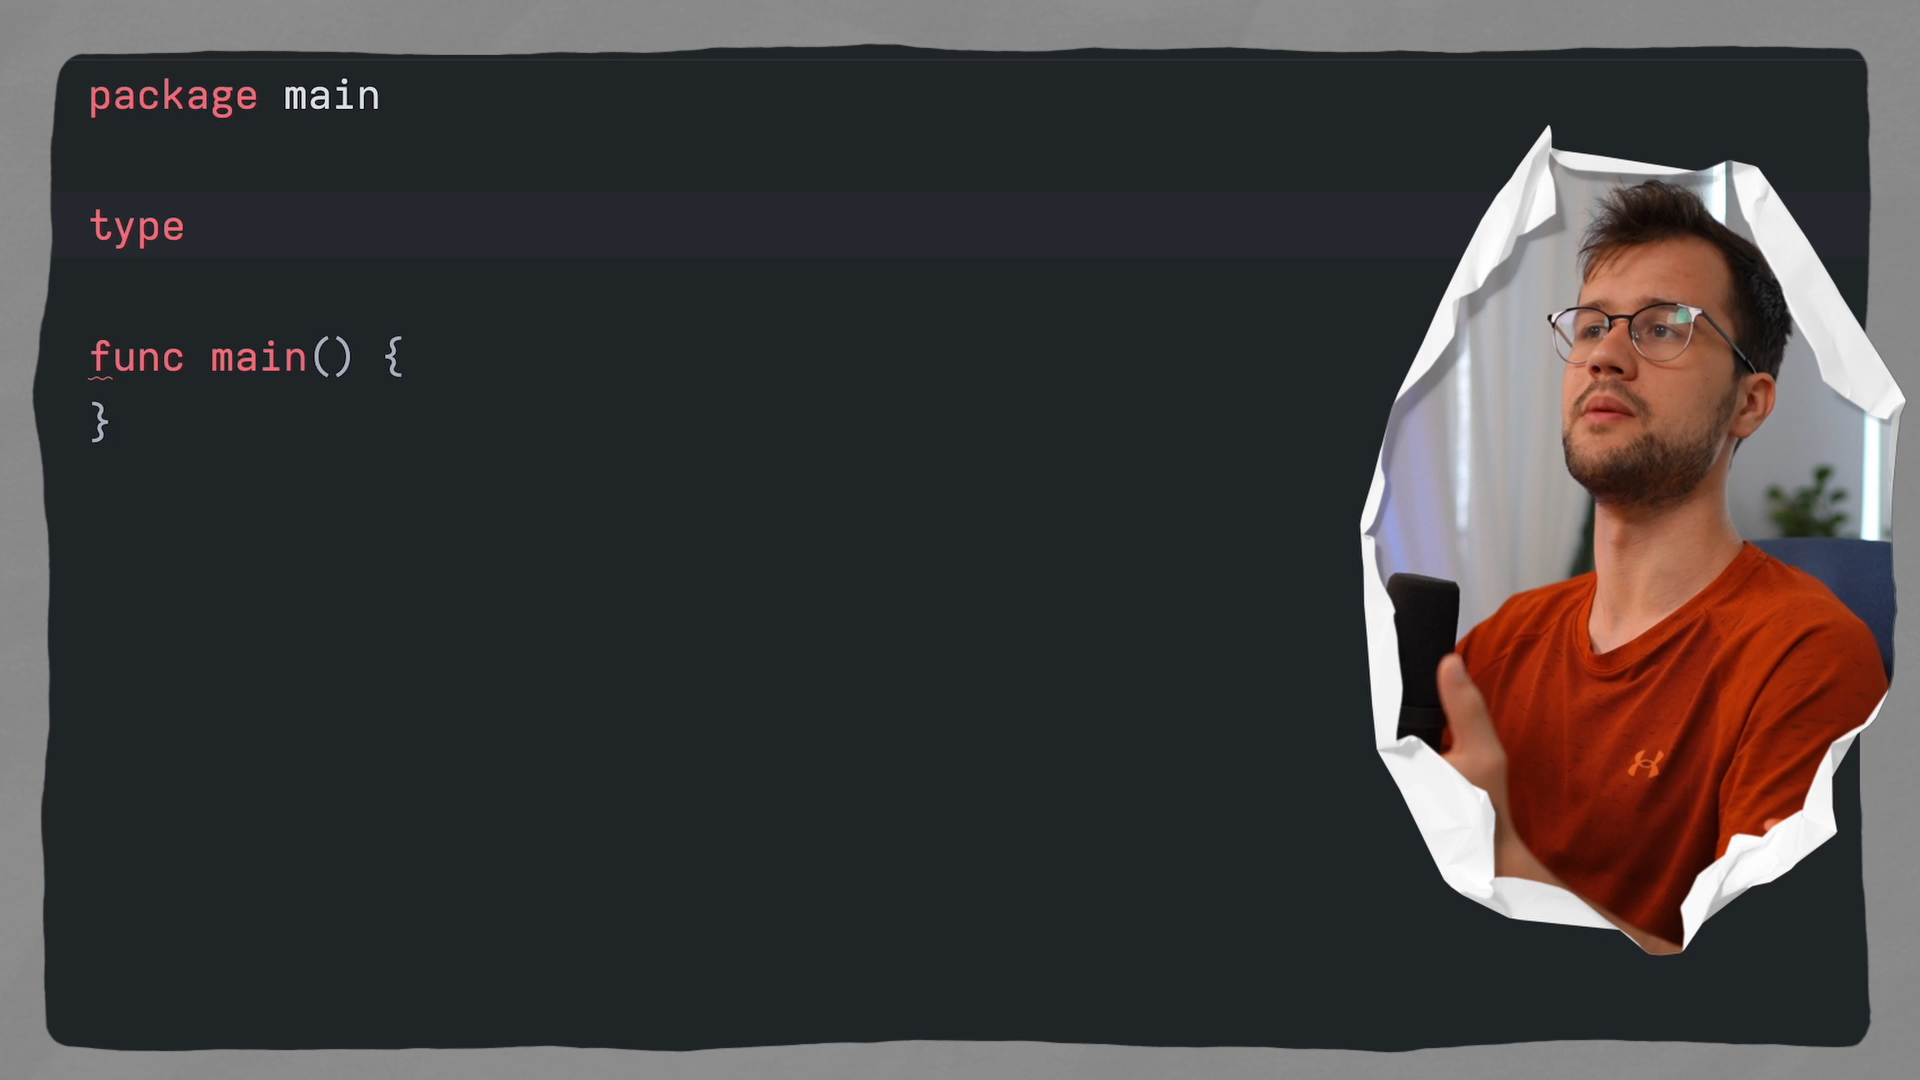 package main
type
func main() {
}